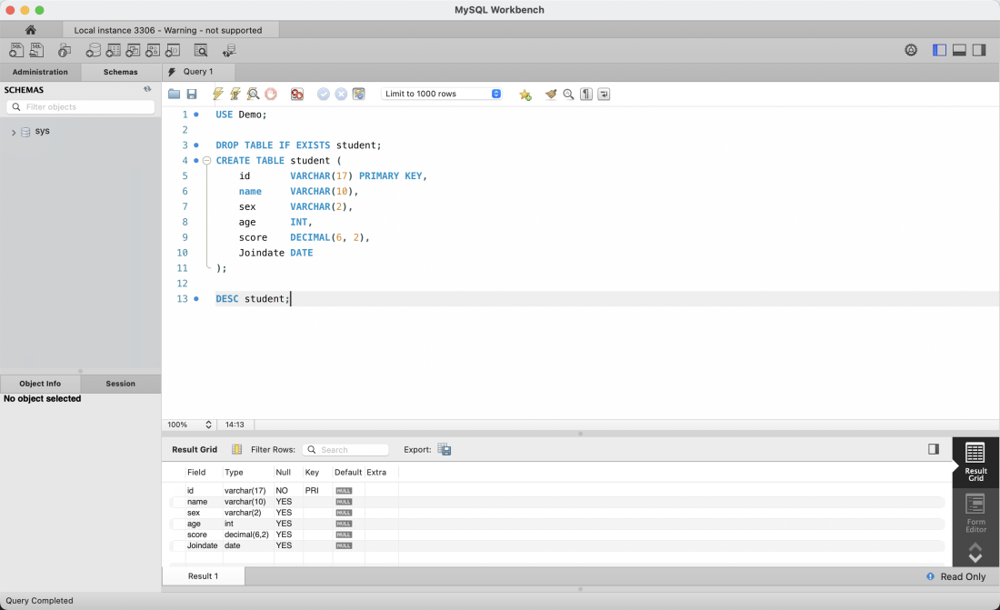 MySQL Workbench
Local instance 3306 - Warning - not supported
Administration Schemas Query 1
SCHEMAS
Filter objects
sys
Limit to 1000 rows
1 USE Demo;
2
3 DROP TABLE IF EXISTS student;
4 CREATE TABLE student (
5 id VARCHAR(17) PRIMARY KEY,
6 name VARCHAR(10),
7 sex VARCHAR(2),
8 age INT,
9 score DECIMAL(6, 2),
10 Joindate DATE
11 );
12
13 DESC student;
Object Info Session
No object selected
100% 14:13
Result Grid Filter Rows: Search Export:
Field Type Null Key Default Extra
id varchar(17) NO PRI NULL
name varchar(10) YES NULL
sex varchar(2) YES NULL
age int YES NULL
score decimal(6,2) YES NULL
Joindate date YES NULL
Result
Grid
Form
Editor
Result 1 Read Only
Query Completed